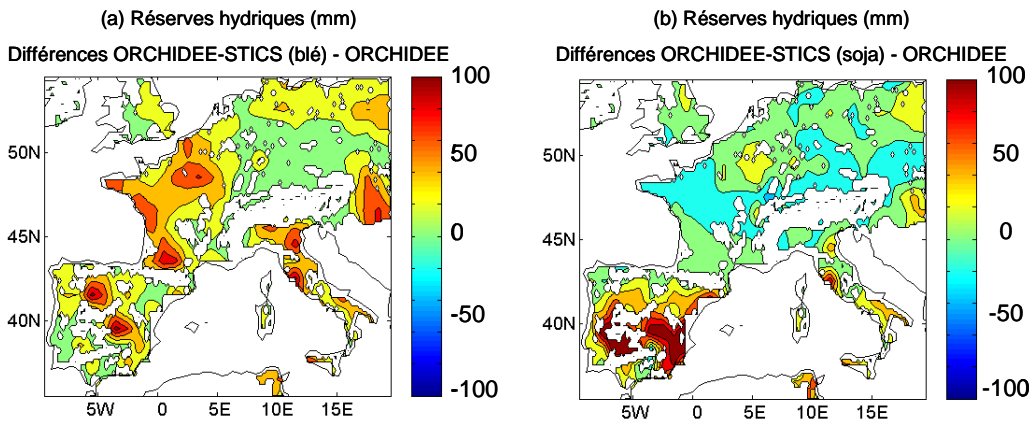 (a) Réserves hydriques (mm)
Différences ORCHIDEE-STICS (blé) - ORCHIDEE
100
50
0
-50
-100
50N
45N
40N
5W 0 5E 10E 15E
(b) Réserves hydriques (mm)
Différences ORCHIDEE-STICS (soja) - ORCHIDEE
100
50
0
-50
-100
50N
45N
40N
5W 0 5E 10E 15E